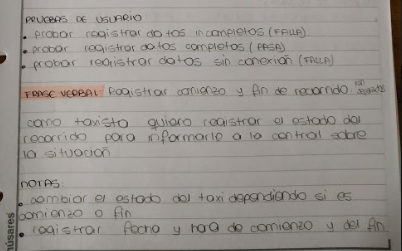 PRUEBAS DE USUARIO
• probar registrar datos incompletos (FALLA).
• probar registrar datos completos (PASA)
• probar registrar datos sin conexión (FALLA)
FRASE VERBAL: Registrar comienzo y fin de recorrido
como taxista quiero registrar el estado del
recorrido para informarle a la central sobre
la situación
NOTAS:
• cambiar el estado del taxi dependiendo si es
comienzo o fin
• registrar fecha y hora de comienzo y del fin
músares